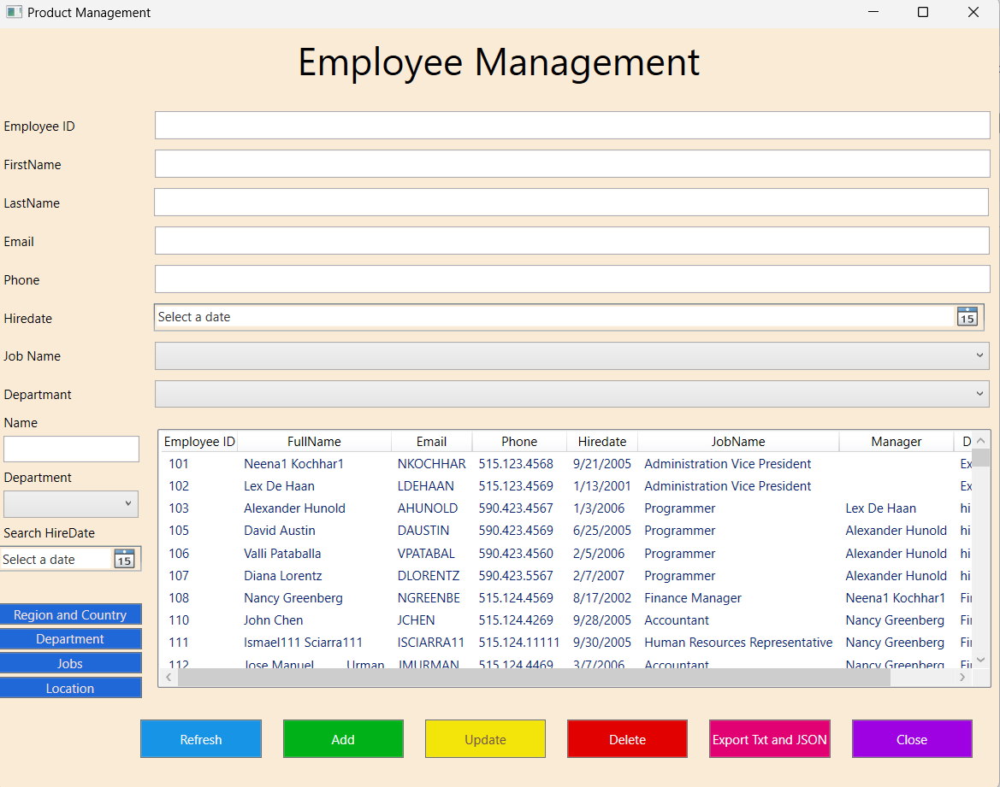 Product Management
Employee Management
Employee ID
FirstName
LastName
Email
Phone
Hiredate Select a date 15
Job Name
Departmant
Name
Department
Search HireDate
Select a date 15
Region and Country
Department
Jobs
Location
Employee ID FullName Email Phone Hiredate JobName Manager D
101 Neena1 Kochhar1 NKOCHHAR 515.123.4568 9/21/2005 Administration Vice President Ex
102 Lex De Haan LDEHAAN 515.123.4569 1/13/2001 Administration Vice President Ex
103 Alexander Hunold AHUNOLD 590.423.4567 1/3/2006 Programmer Lex De Haan hi
105 David Austin DAUSTIN 590.423.4569 6/25/2005 Programmer Alexander Hunold hi
106 Valli Pataballa VPATABAL 590.423.4560 2/5/2006 Programmer Alexander Hunold hi
107 Diana Lorentz DLORENTZ 590.423.5567 2/7/2007 Programmer Alexander Hunold hi
108 Nancy Greenberg NGREENBE 515.124.4569 8/17/2002 Finance Manager Neena1 Kochhar1 Fi
110 John Chen JCHEN 515.124.4269 9/28/2005 Accountant Nancy Greenberg Fi
111 Ismael111 Sciarra111 ISCIARRA11 515.124.11111 9/30/2005 Human Resources Representative Nancy Greenberg Fi
112 Jose Manuel Urman JMURMAN 515.124.4469 3/7/2006 Accountant Nancy Greenberg Fi
Refresh Add Update Delete Export Txt and JSON Close